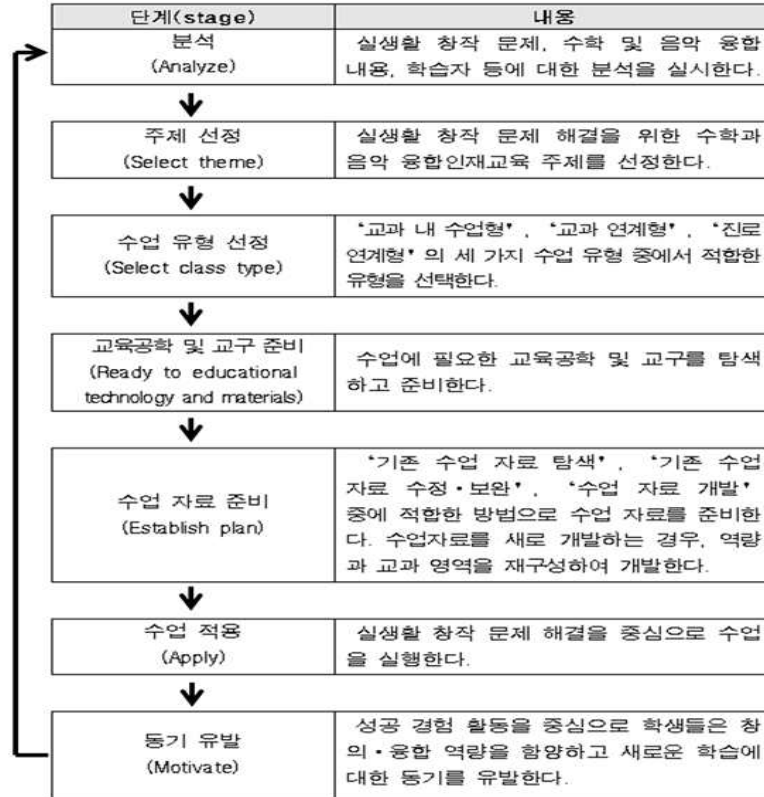 단계(stage) 내용
분석
(Analyze)
실생활 창작 문제, 수학 및 음악 융합
내용, 학습자 등에 대한 분석을 실시한다.
주제 선정
(Select theme)
실생활 창작 문제 해결을 위한 수학과
음악 융합인재교육 주제를 선정한다.
수업 유형 선정
(Select class type)
‘교과 내 수업형’, ‘교과 연계형’, ‘진로
연계형’의 세 가지 수업 유형 중에서 적합한
유형을 선택한다.
교육공학 및 교구 준비
(Ready to educational
technology and materials)
수업에 필요한 교육공학 및 교구를 탐색
하고 준비한다.
수업 자료 준비
(Establish plan)
‘기존 수업 자료 탐색’, ‘기존 수업
자료 수정·보완’, ‘수업 자료 개발’
중에 적합한 방법으로 수업 자료를 준비한
다. 수업자료를 새로 개발하는 경우, 역량
과 교과 영역을 재구성하여 개발한다.
수업 적용
(Apply)
실생활 창작 문제 해결을 중심으로 수업
을 실행한다.
동기 유발
(Motivate)
성공 경험 활동을 중심으로 학생들은 창
의·융합 역량을 함양하고 새로운 학습에
대한 동기를 유발한다.